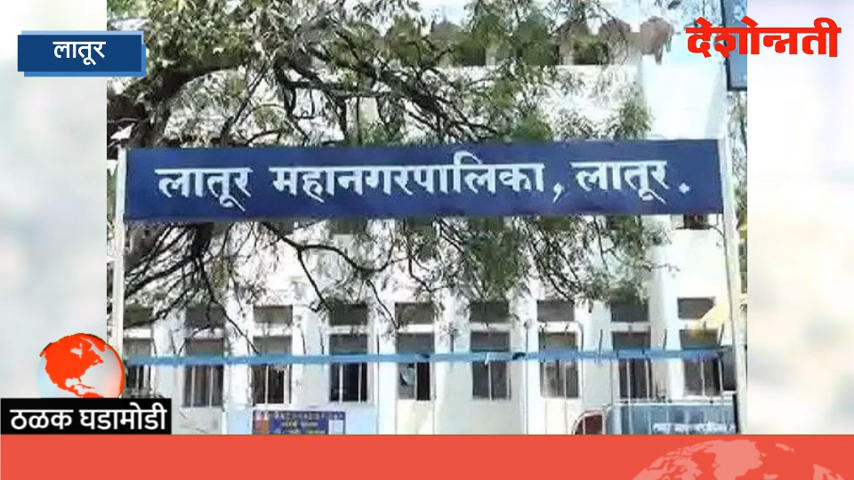 लातूर
देशोन्नती
लातूर महानगरपालिका, लातूर.
ठळक घडामोडी